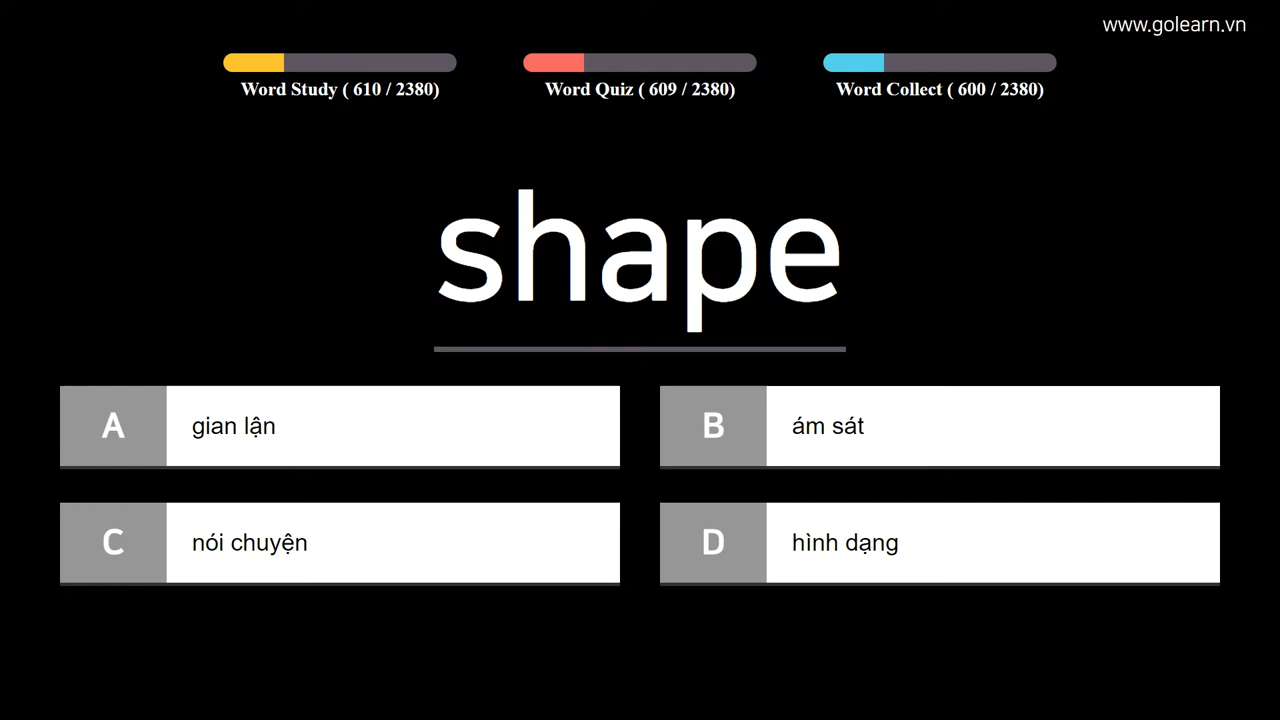 www.golearn.vn
Word Study ( 610 / 2380)
Word Quiz ( 609 / 2380)
Word Collect ( 600 / 2380)
shape
A gian lận
B ám sát
C nói chuyện
D hình dạng